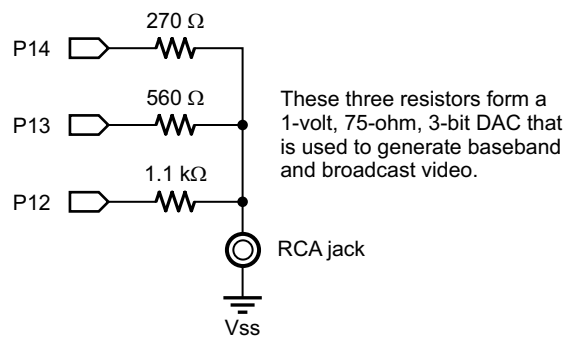 270 Ω
P14
560 Ω
P13
1.1 kΩ
P12
These three resistors form a
1-volt, 75-ohm, 3-bit DAC that
is used to generate baseband
and broadcast video.
RCA jack
Vss